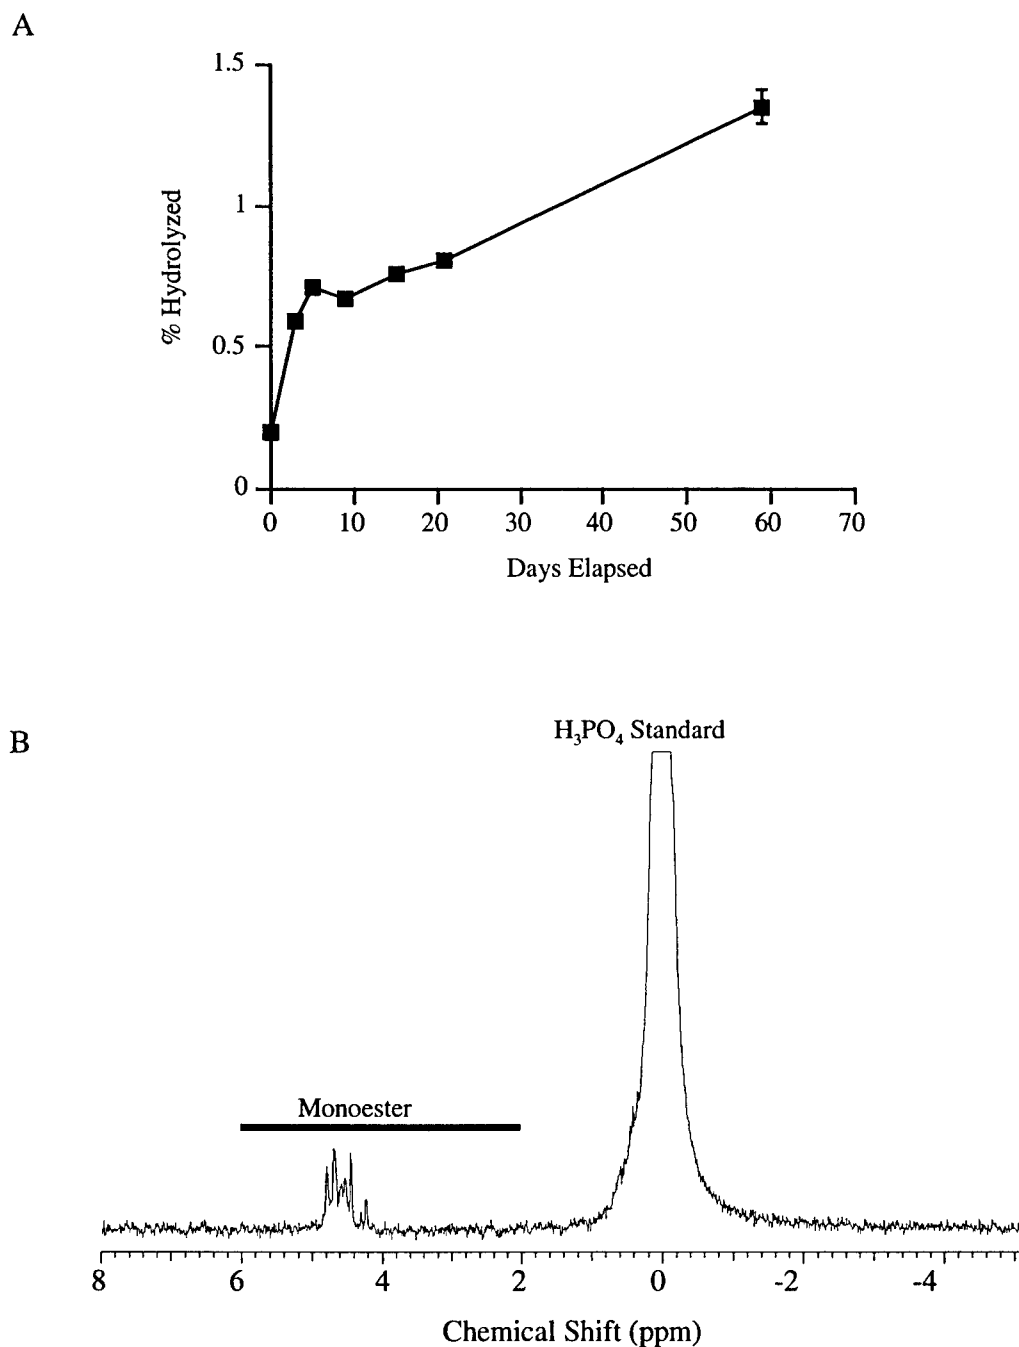 A
1.5
1
0.5
0
% Hydrolyzed
0 10 20 30 40 50 60 70
Days Elapsed
B
H₃PO₄ Standard
Monoester
8 6 4 2 0 -2 -4
Chemical Shift (ppm)